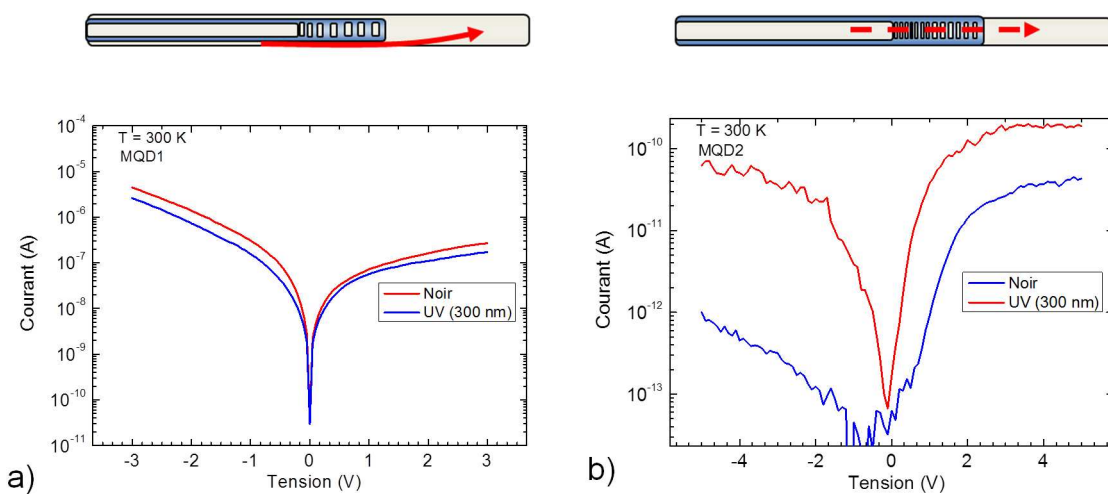 T = 300 K
MQD1
10^-4
10^-5
10^-6
10^-7
10^-8
10^-9
10^-10
10^-11
Courant (A)
Noir
UV (300 nm)
-3 -2 -1 0 1 2 3
Tension (V)
a)
T = 300 K
MQD2
10^-10
10^-11
10^-12
10^-13
Courant (A)
Noir
UV (300 nm)
-4 -2 0 2 4
Tension (V)
b)